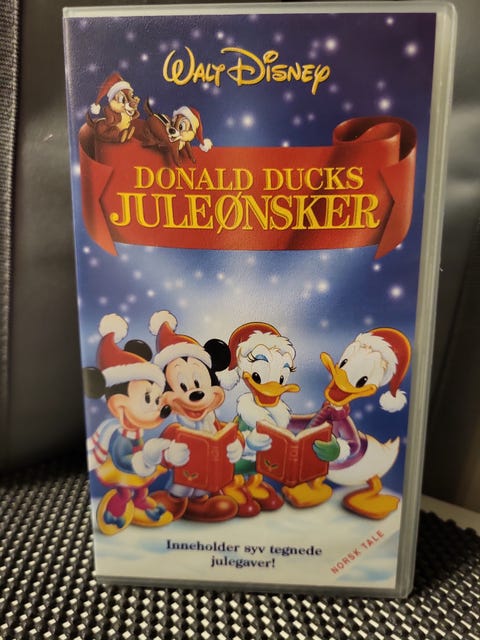 WALT DISNEY
DONALD DUCKS
JULEØNSKER
Inneholder syv tegnede
julegaver!
NORSK TALE